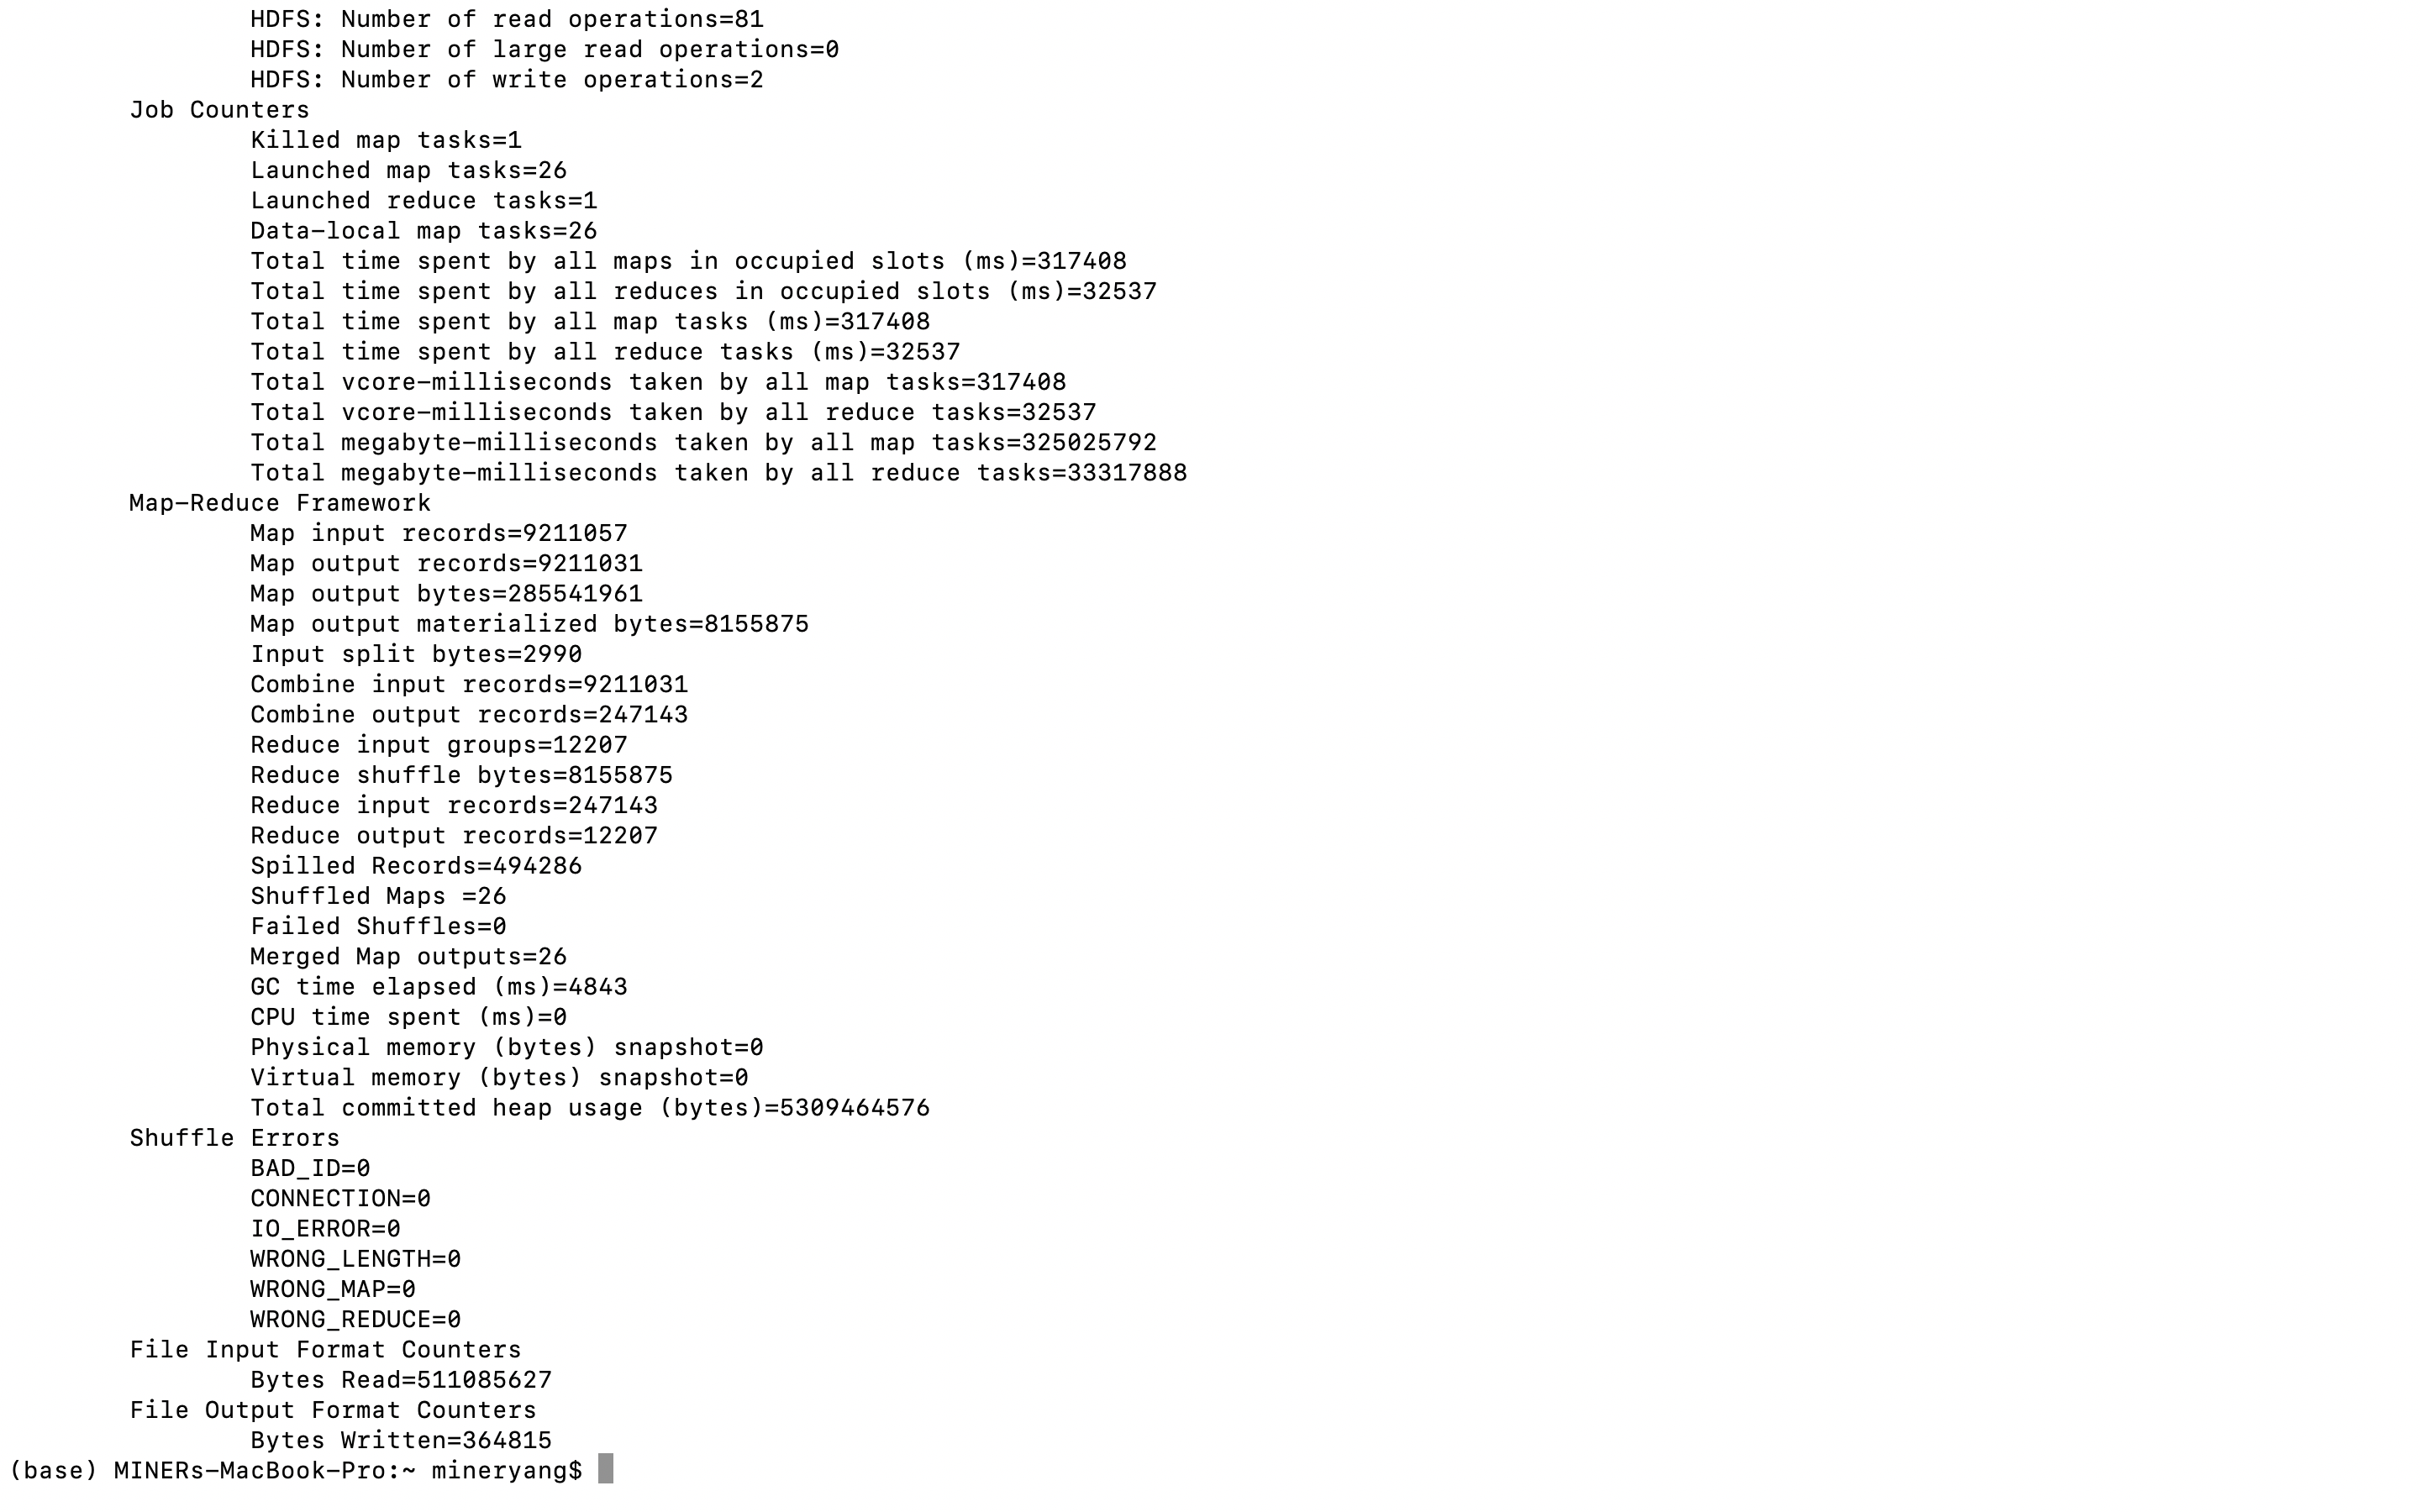 HDFS: Number of read operations=81
HDFS: Number of large read operations=0
HDFS: Number of write operations=2
Job Counters
Killed map tasks=1
Launched map tasks=26
Launched reduce tasks=1
Data-local map tasks=26
Total time spent by all maps in occupied slots (ms)=317408
Total time spent by all reduces in occupied slots (ms)=32537
Total time spent by all map tasks (ms)=317408
Total time spent by all reduce tasks (ms)=32537
Total vcore-milliseconds taken by all map tasks=317408
Total vcore-milliseconds taken by all reduce tasks=32537
Total megabyte-milliseconds taken by all map tasks=325025792
Total megabyte-milliseconds taken by all reduce tasks=33317888
Map-Reduce Framework
Map input records=9211057
Map output records=9211031
Map output bytes=285541961
Map output materialized bytes=8155875
Input split bytes=2990
Combine input records=9211031
Combine output records=247143
Reduce input groups=12207
Reduce shuffle bytes=8155875
Reduce input records=247143
Reduce output records=12207
Spilled Records=494286
Shuffled Maps =26
Failed Shuffles=0
Merged Map outputs=26
GC time elapsed (ms)=4843
CPU time spent (ms)=0
Physical memory (bytes) snapshot=0
Virtual memory (bytes) snapshot=0
Total committed heap usage (bytes)=5309464576
Shuffle Errors
BAD_ID=0
CONNECTION=0
IO_ERROR=0
WRONG_LENGTH=0
WRONG_MAP=0
WRONG_REDUCE=0
File Input Format Counters
Bytes Read=511085627
File Output Format Counters
Bytes Written=364815
(base) MINERs-MacBook-Pro:~ mineryang$